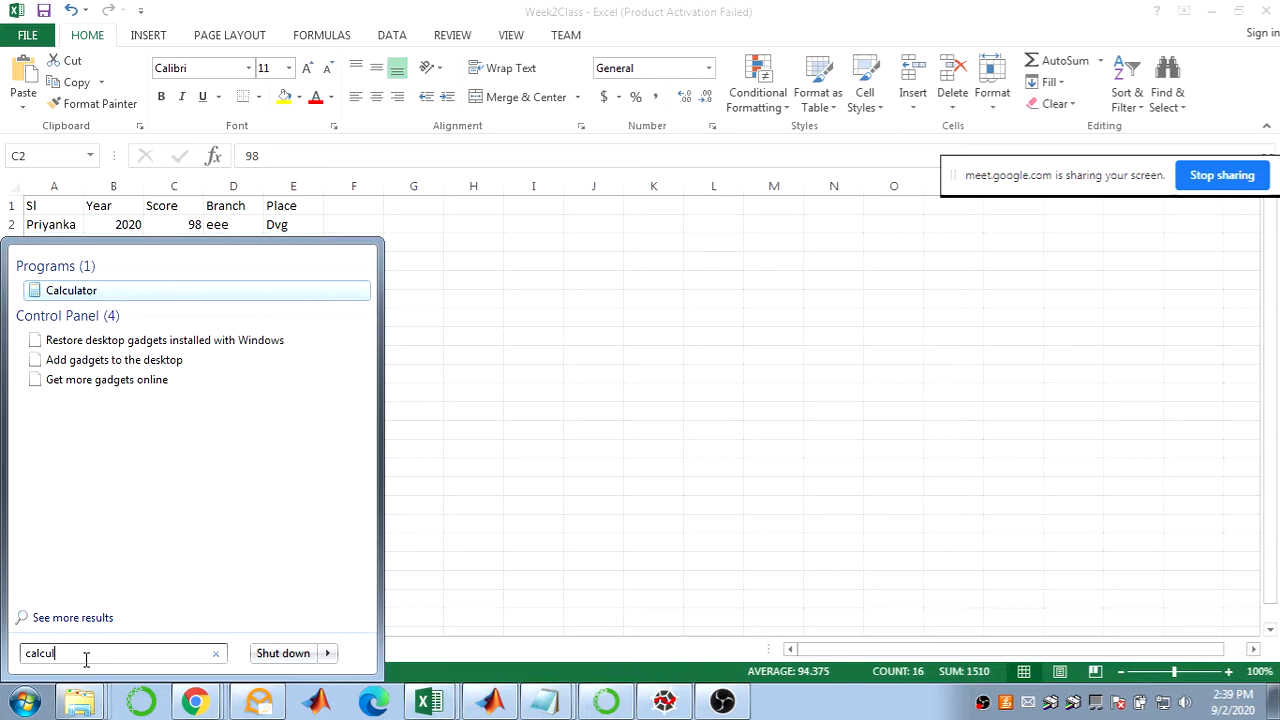 Week2Class - Excel (Product Activation Failed)
FILE HOME INSERT PAGE LAYOUT FORMULAS DATA REVIEW VIEW TEAM Sign in
Cut
Copy
Format Painter
Paste
Clipboard
Calibri 11
B I U
Font
Wrap Text
Merge & Center
Alignment
General
$ % ,
Number
Conditional Formatting
Format as Table
Cell Styles
Styles
Insert Delete Format
Cells
AutoSum
Fill
Clear
Sort & Filter
Find & Select
Editing
C2 fx 98
meet.google.com is sharing your screen. Stop sharing
A B C D E F G H I J K L M N O
1 Sl Year Score Branch Place
2 Priyanka 2020 98 eee Dvg
Programs (1)
Calculator
Control Panel (4)
Restore desktop gadgets installed with Windows
Add gadgets to the desktop
Get more gadgets online
See more results
calcul Shut down
AVERAGE: 94.375 COUNT: 16 SUM: 1510 100%
2:39 PM
9/2/2020